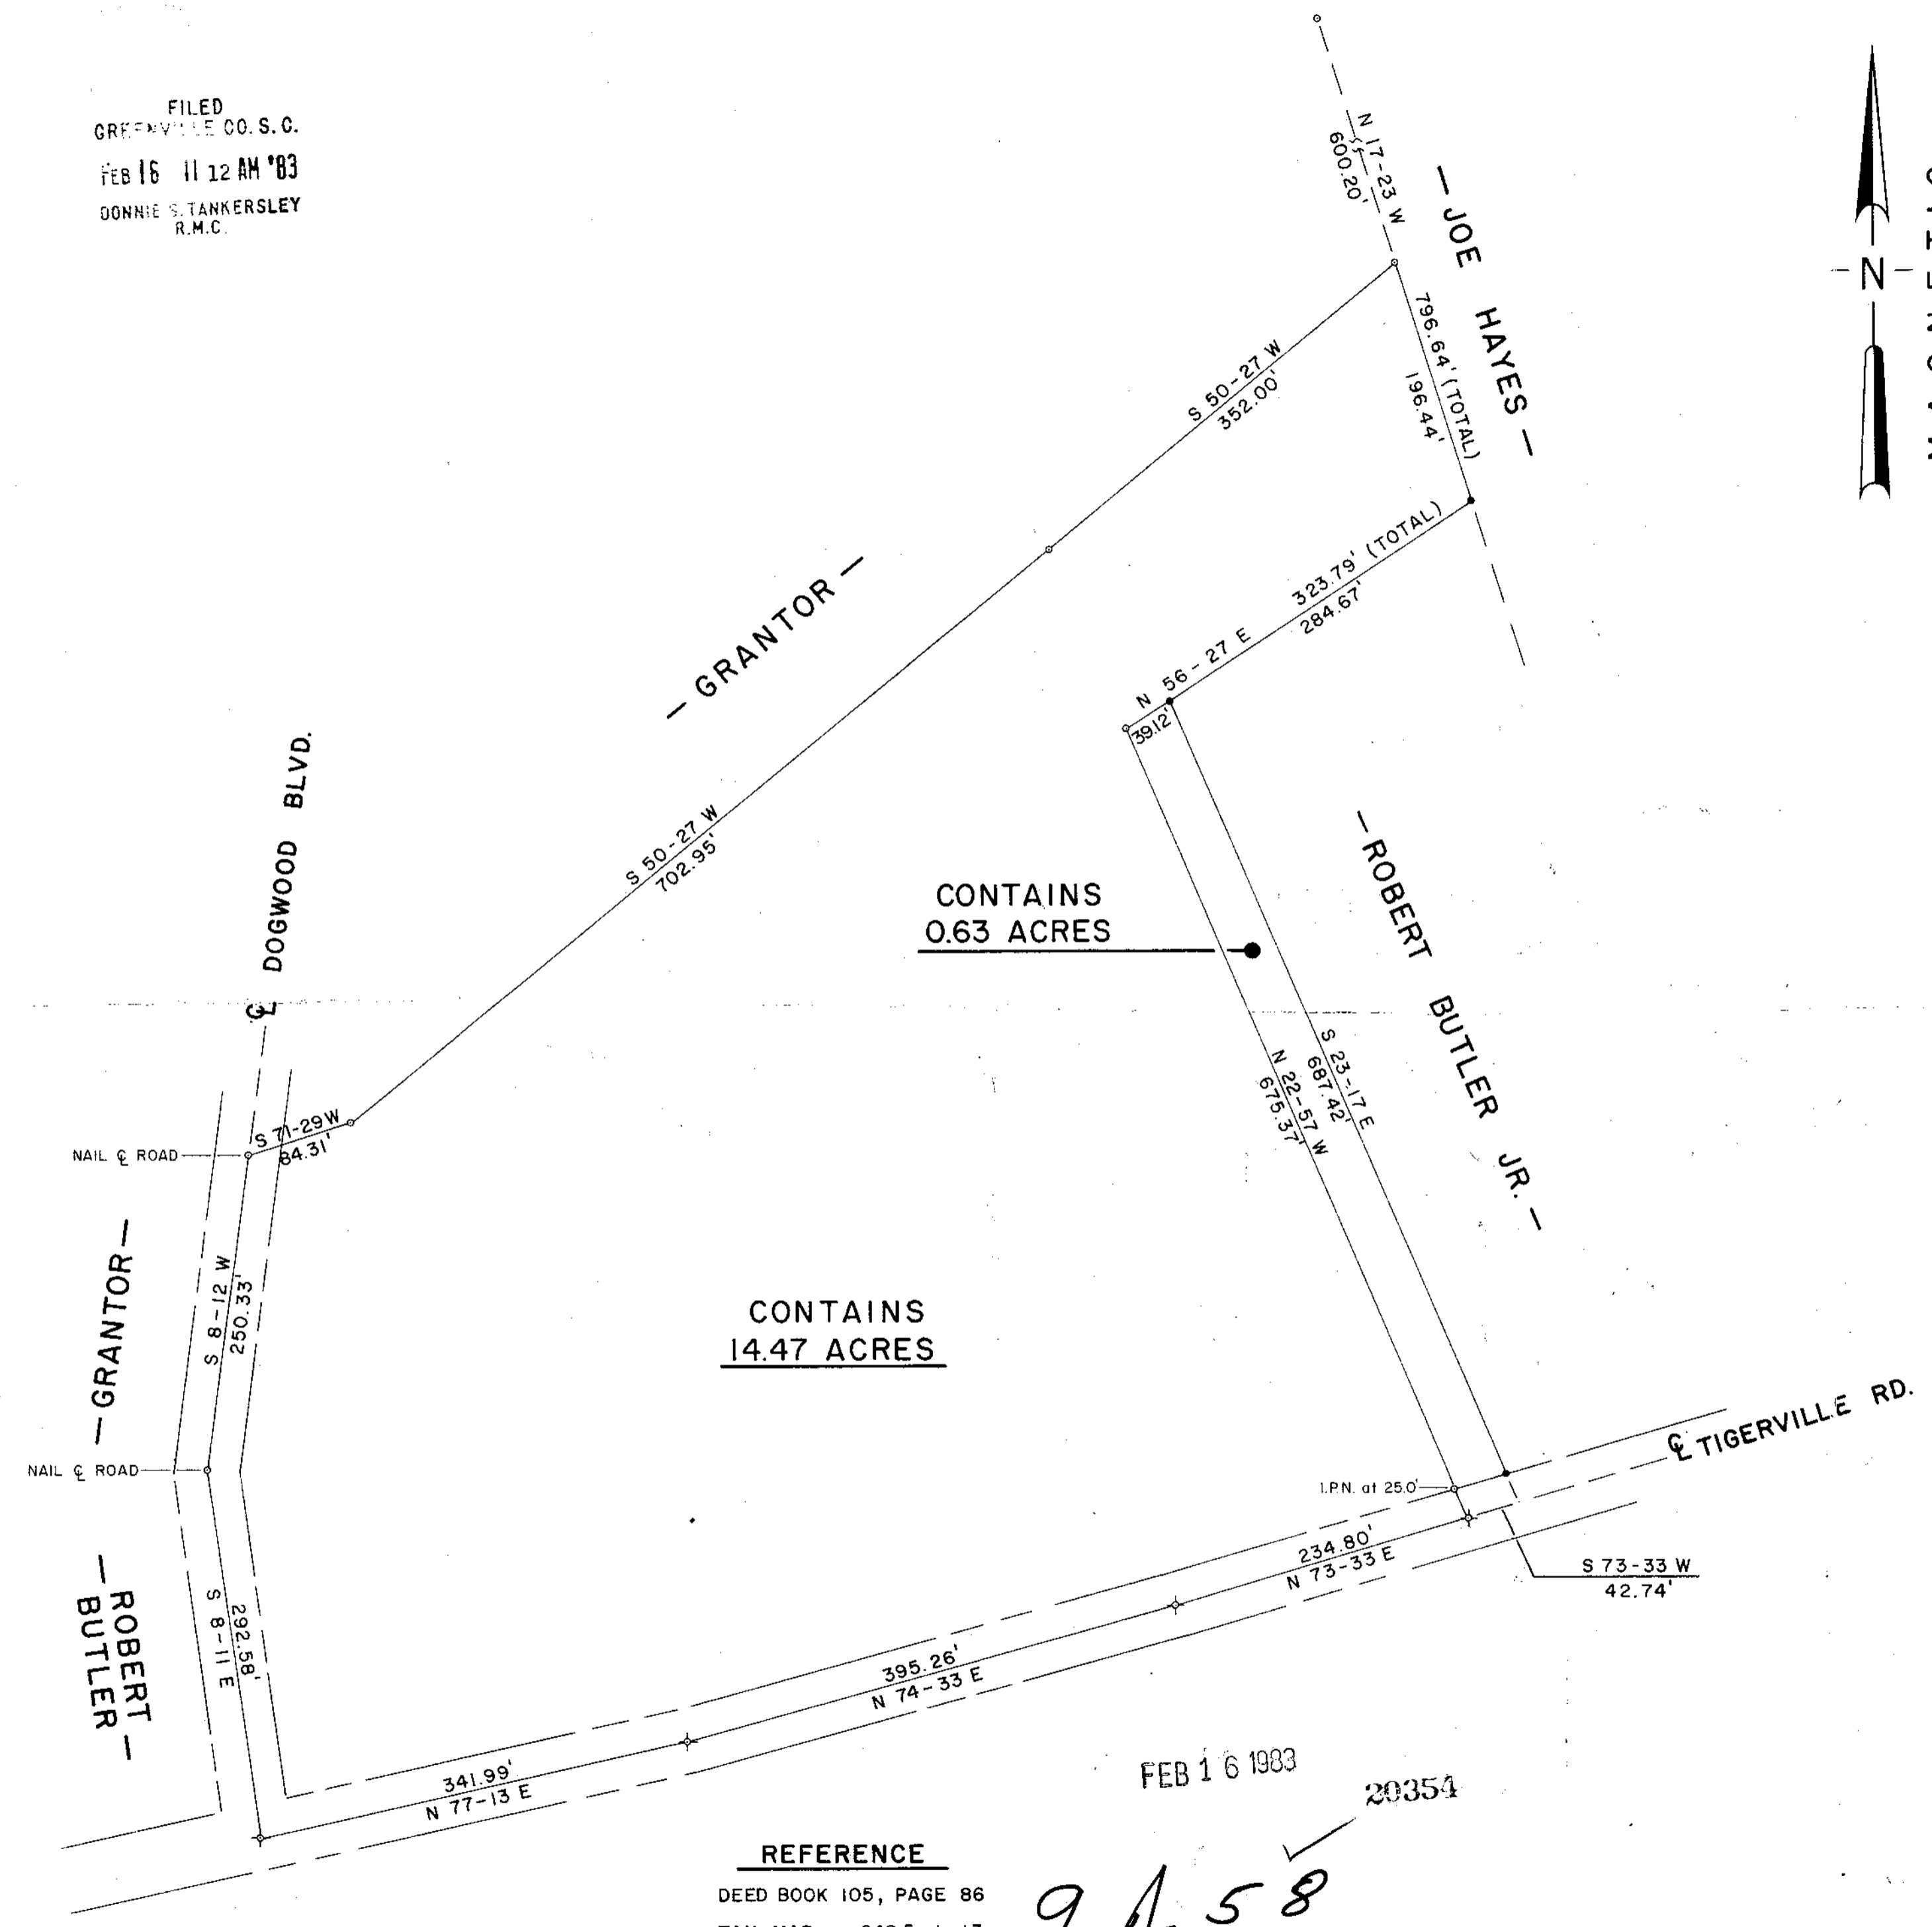 FILED
GREENVILLE CO. S. C.
FEB 16 11 12 AM '83
DONNIE S. TANKERSLEY
R.M.C.
N 17-23 W
600.20'
— JOE HAYES —
796.64' (TOTAL)
196.44'
— N —
S 50-27 W
352.00'
323.79' (TOTAL)
284.67'
N 56-27 E
39.12'
— GRANTOR —
S 50-27 W
702.95'
℄ DOGWOOD BLVD.
CONTAINS
0.63 ACRES
— ROBERT BUTLER JR. —
S 23-17 E
687.42'
N 22-57 W
675.37'
S 71-29 W
84.31'
NAIL ℄ ROAD
— GRANTOR —
S 8-12 W
250.33'
CONTAINS
14.47 ACRES
NAIL ℄ ROAD
℄ TIGERVILLE RD.
I.P.N. at 25.0'
234.80'
N 73-33 E
S 73-33 W
42.74'
— ROBERT —
BUTLER
S 8-11 E
292.58'
395.26'
N 74-33 E
341.99'
N 77-13 E
FEB 16 1983
20354
REFERENCE
DEED BOOK 105, PAGE 86
58